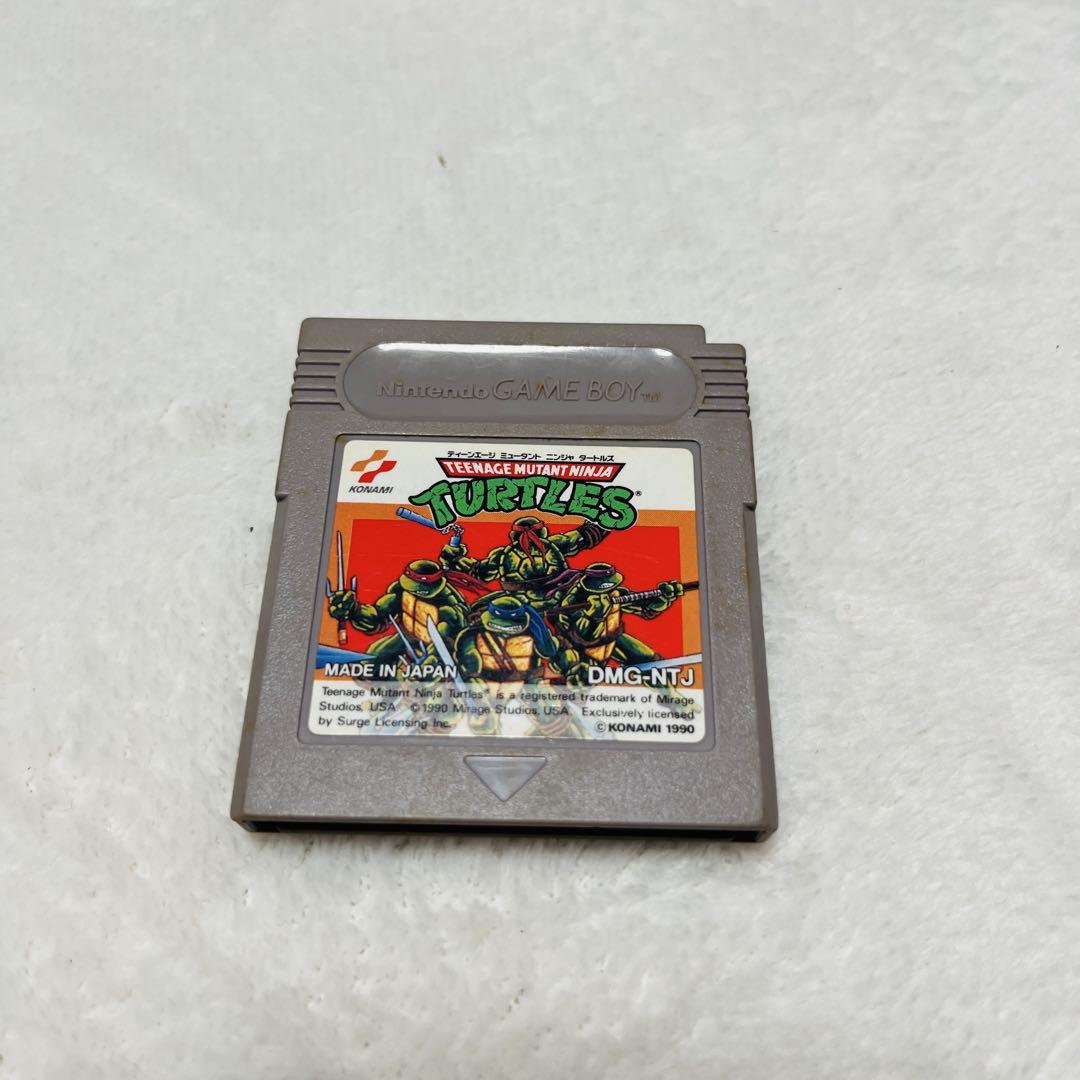 Nintendo GAME BOY™
KONAMI
ティーンエージ ミュータント ニンジャ タートルズ
TEENAGE MUTANT NINJA
TURTLES®
MADE IN JAPAN
DMG-NTJ
Teenage Mutant Ninja Turtles® is a registered trademark of Mirage
Studios, USA. ©1990 Mirage Studios, USA. Exclusively licensed
by Surge Licensing Inc.
©KONAMI 1990